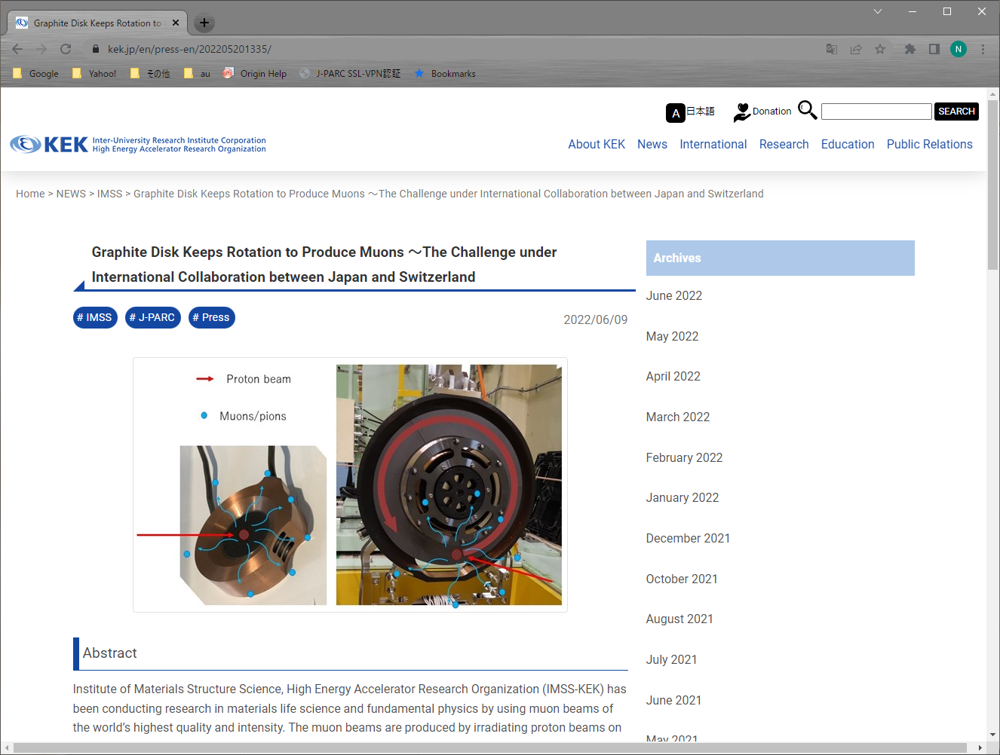 Graphite Disk Keeps Rotation to
kek.jp/en/press-en/202205201335/
N
Google Yahoo! その他 au Origin Help J-PARC SSL-VPN認証 Bookmarks
A 日本語 Donation SEARCH
KEK Inter-University Research Institute Corporation
High Energy Accelerator Research Organization
About KEK News International Research Education Public Relations
Home > NEWS > IMSS > Graphite Disk Keeps Rotation to Produce Muons ～The Challenge under International Collaboration between Japan and Switzerland
Graphite Disk Keeps Rotation to Produce Muons ～The Challenge under
International Collaboration between Japan and Switzerland
# IMSS # J-PARC # Press
2022/06/09
Proton beam
Muons/pions
Abstract
Institute of Materials Structure Science, High Energy Accelerator Research Organization (IMSS-KEK) has
been conducting research in materials life science and fundamental physics by using muon beams of
the world’s highest quality and intensity. The muon beams are produced by irradiating proton beams on
Archives
June 2022
May 2022
April 2022
March 2022
February 2022
January 2022
December 2021
October 2021
August 2021
July 2021
June 2021
May 2021